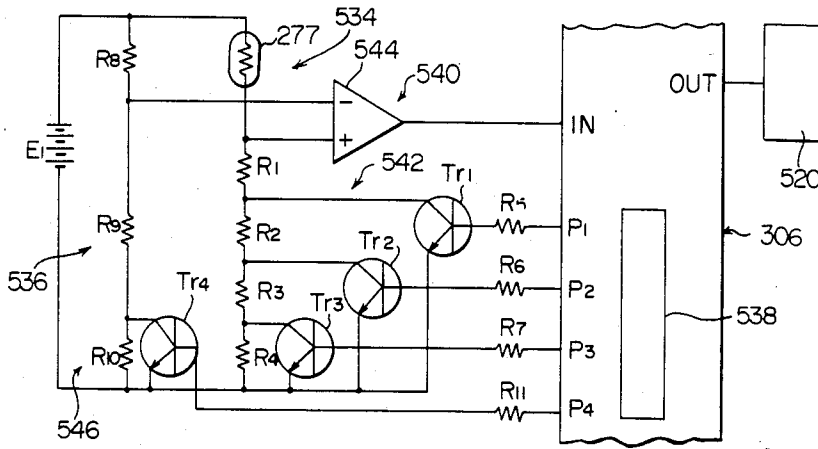 277
534
544
540
R8
OUT
−
+
IN
E1
R1
542
520
Tr1
R2
R5
P1
R9
306
Tr2
R6
P2
536
Tr4
R3
Tr3
538
R7
P3
R10
R4
R11
P4
546